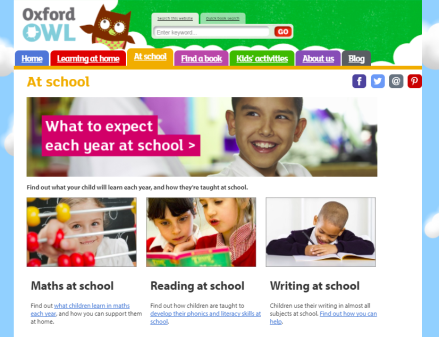 Oxford
OWL
Search this website
Quick book search
Enter keyword...
GO
Home
Learning at home
At school
Find a book
Kids' activities
About us
Blog
At school
What to expect
each year at school >
Find out what your child will learn each year, and how they're taught at school.
Maths at school
Find out what children learn in maths
each year, and how you can support them
at home.
Reading at school
Find out how children are taught to
develop their phonics and literacy skills at
school.
Writing at school
Children use their writing in almost all
subjects at school. Find out how you can
help.